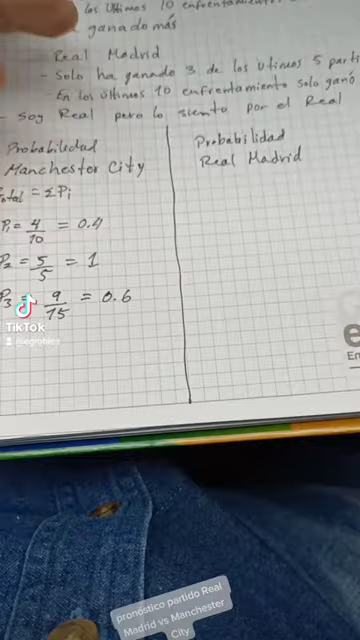 los últimos 10 enfrentamientos
ganado más
Real Madrid
- Solo ha ganado 3 de los útimos 5 parti
- En los últimos 10 enfrentamiento solo ganó
- Soy Real pero lo siento por el Real
Probabilidad
Manchester City
Total = ΣPi
P1 = 4/10 = 0.4
P2 = 5/5 = 1
P3 = 9/15 = 0.6
Probabilidad
Real Madrid
TikTok
e
En
pronóstico partido Real
Madrid vs Manchester
City